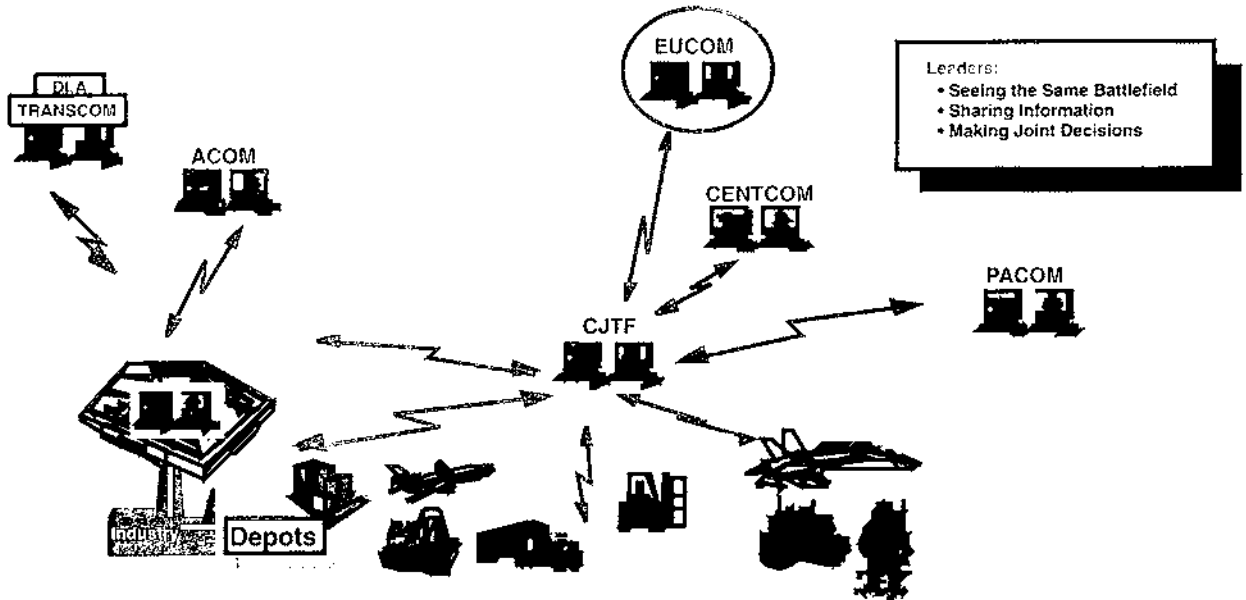 EUCOM
Leaders:
• Seeing the Same Battlefield
• Sharing Information
• Making Joint Decisions
DLA
TRANSCOM
ACOM
CENTCOM
PACOM
CJTF
Industry
Depots